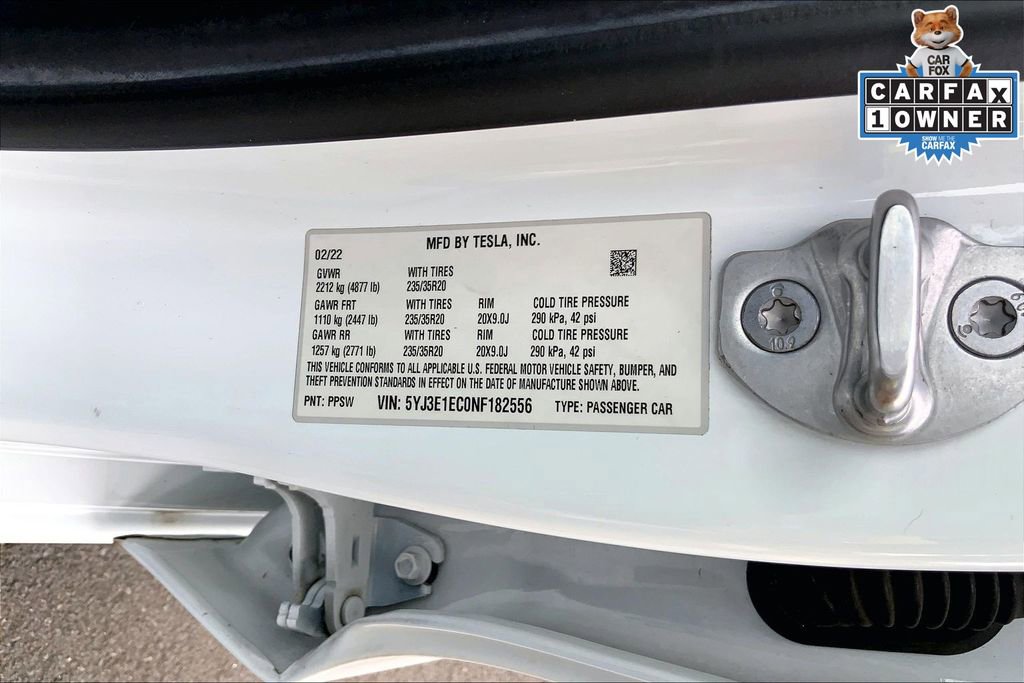 CAR
FOX
CARFAX
1 OWNER
SHOW ME THE
CARFAX
MFD BY TESLA, INC.
02/22
GVWR WITH TIRES
2212 kg (4877 lb) 235/35R20
GAWR FRT WITH TIRES RIM COLD TIRE PRESSURE
1110 kg (2447 lb) 235/35R20 20X9.0J 290 kPa, 42 psi
GAWR RR WITH TIRES RIM COLD TIRE PRESSURE
1257 kg (2771 lb) 235/35R20 20X9.0J 290 kPa, 42 psi
THIS VEHICLE CONFORMS TO ALL APPLICABLE U.S. FEDERAL MOTOR VEHICLE SAFETY, BUMPER, AND
THEFT PREVENTION STANDARDS IN EFFECT ON THE DATE OF MANUFACTURE SHOWN ABOVE.
PNT: PPSW VIN: 5YJ3E1EC0NF182556 TYPE: PASSENGER CAR